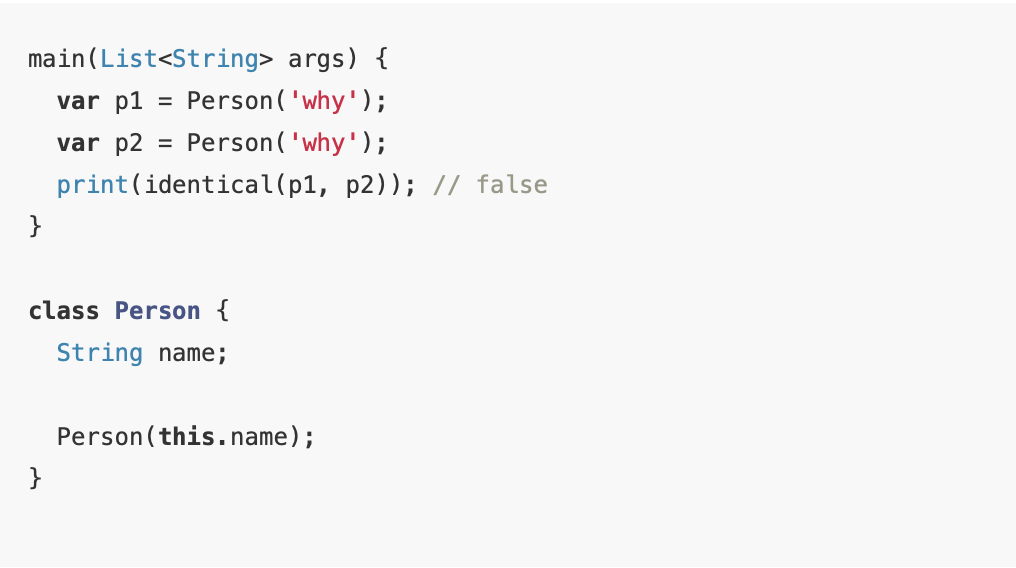 main(List<String> args) {
  var p1 = Person('why');
  var p2 = Person('why');
  print(identical(p1, p2)); // false
}

class Person {
  String name;

  Person(this.name);
}